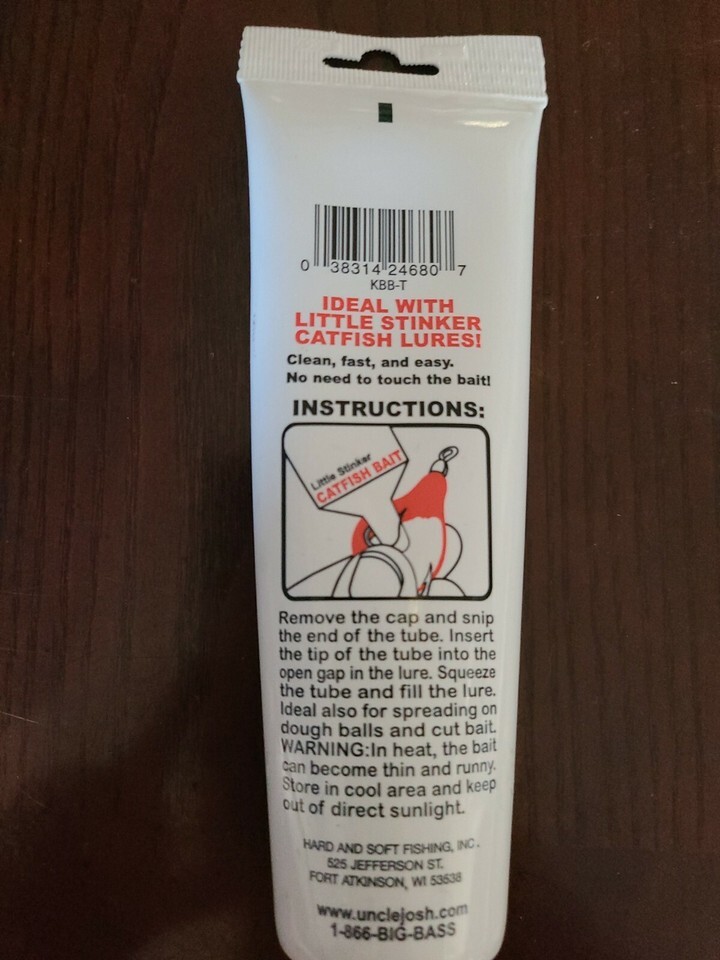 0 38314 24680 7
KBB-T
IDEAL WITH
LITTLE STINKER
CATFISH LURES!
Clean, fast, and easy.
No need to touch the bait!
INSTRUCTIONS:
Little Stinker
CATFISH BAIT
Remove the cap and snip
the end of the tube. Insert
the tip of the tube into the
open gap in the lure. Squeeze
the tube and fill the lure.
Ideal also for spreading on
dough balls and cut bait.
WARNING:In heat, the bait
can become thin and runny.
Store in cool area and keep
out of direct sunlight.
HARD AND SOFT FISHING, INC.
525 JEFFERSON ST.
FORT ATKINSON, WI 53538
www.unclejosh.com
1-866-BIG-BASS